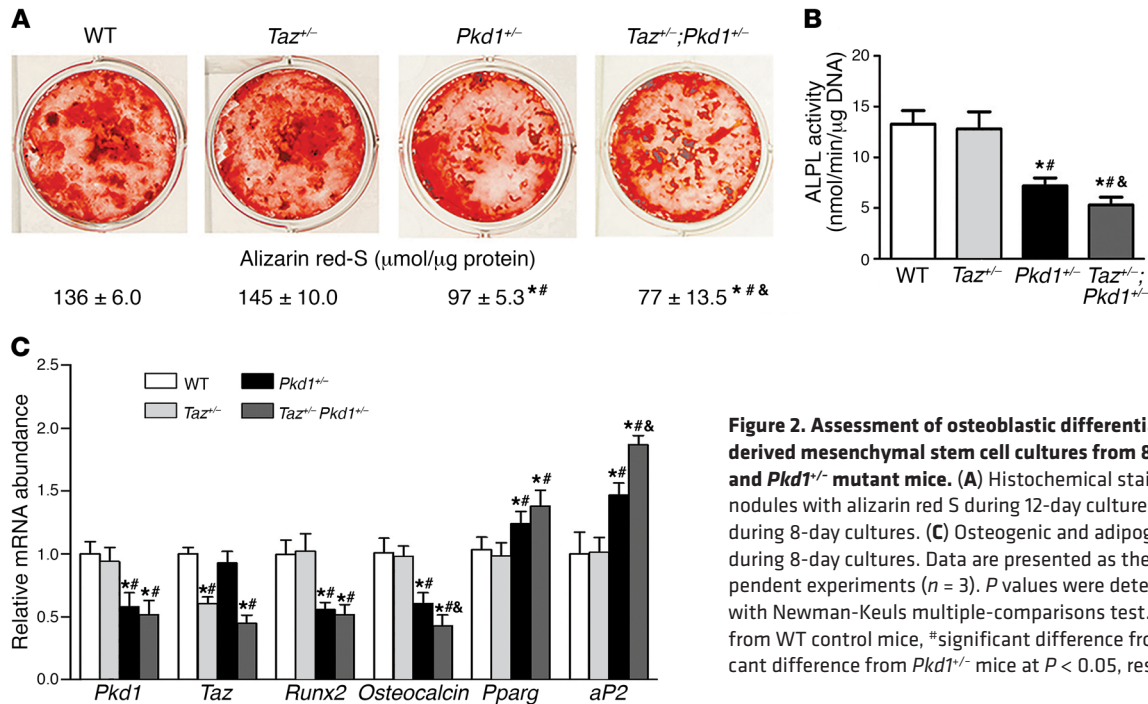 A
WT
Taz+/–
Pkd1+/–
Taz+/–;Pkd1+/–
Alizarin red-S (μmol/μg protein)
136 ± 6.0
145 ± 10.0
97 ± 5.3*#
77 ± 13.5*#&
B
ALPL activity
(nmol/min/μg DNA)
20
15
10
5
0
*#
*#&
WT
Taz+/–
Pkd1+/–
Taz+/–;
Pkd1+/–
C
Relative mRNA abundance
2.5
2.0
1.5
1.0
0.5
0.0
WT
Taz+/–
Pkd1+/–
Taz+/– Pkd1+/–
*#
*#
*#
*#
*#
*#
*#
*#&
*#
*#
*#
*#&
Pkd1
Taz
Runx2
Osteocalcin
Pparg
aP2
Figure 2. Assessment of osteoblastic differenti
derived mesenchymal stem cell cultures from 8
and Pkd1+/– mutant mice. (A) Histochemical stai
nodules with alizarin red S during 12-day culture
during 8-day cultures. (C) Osteogenic and adipog
during 8-day cultures. Data are presented as the
pendent experiments (n = 3). P values were dete
with Newman-Keuls multiple-comparisons test.
from WT control mice, #significant difference fro
cant difference from Pkd1+/– mice at P < 0.05, res